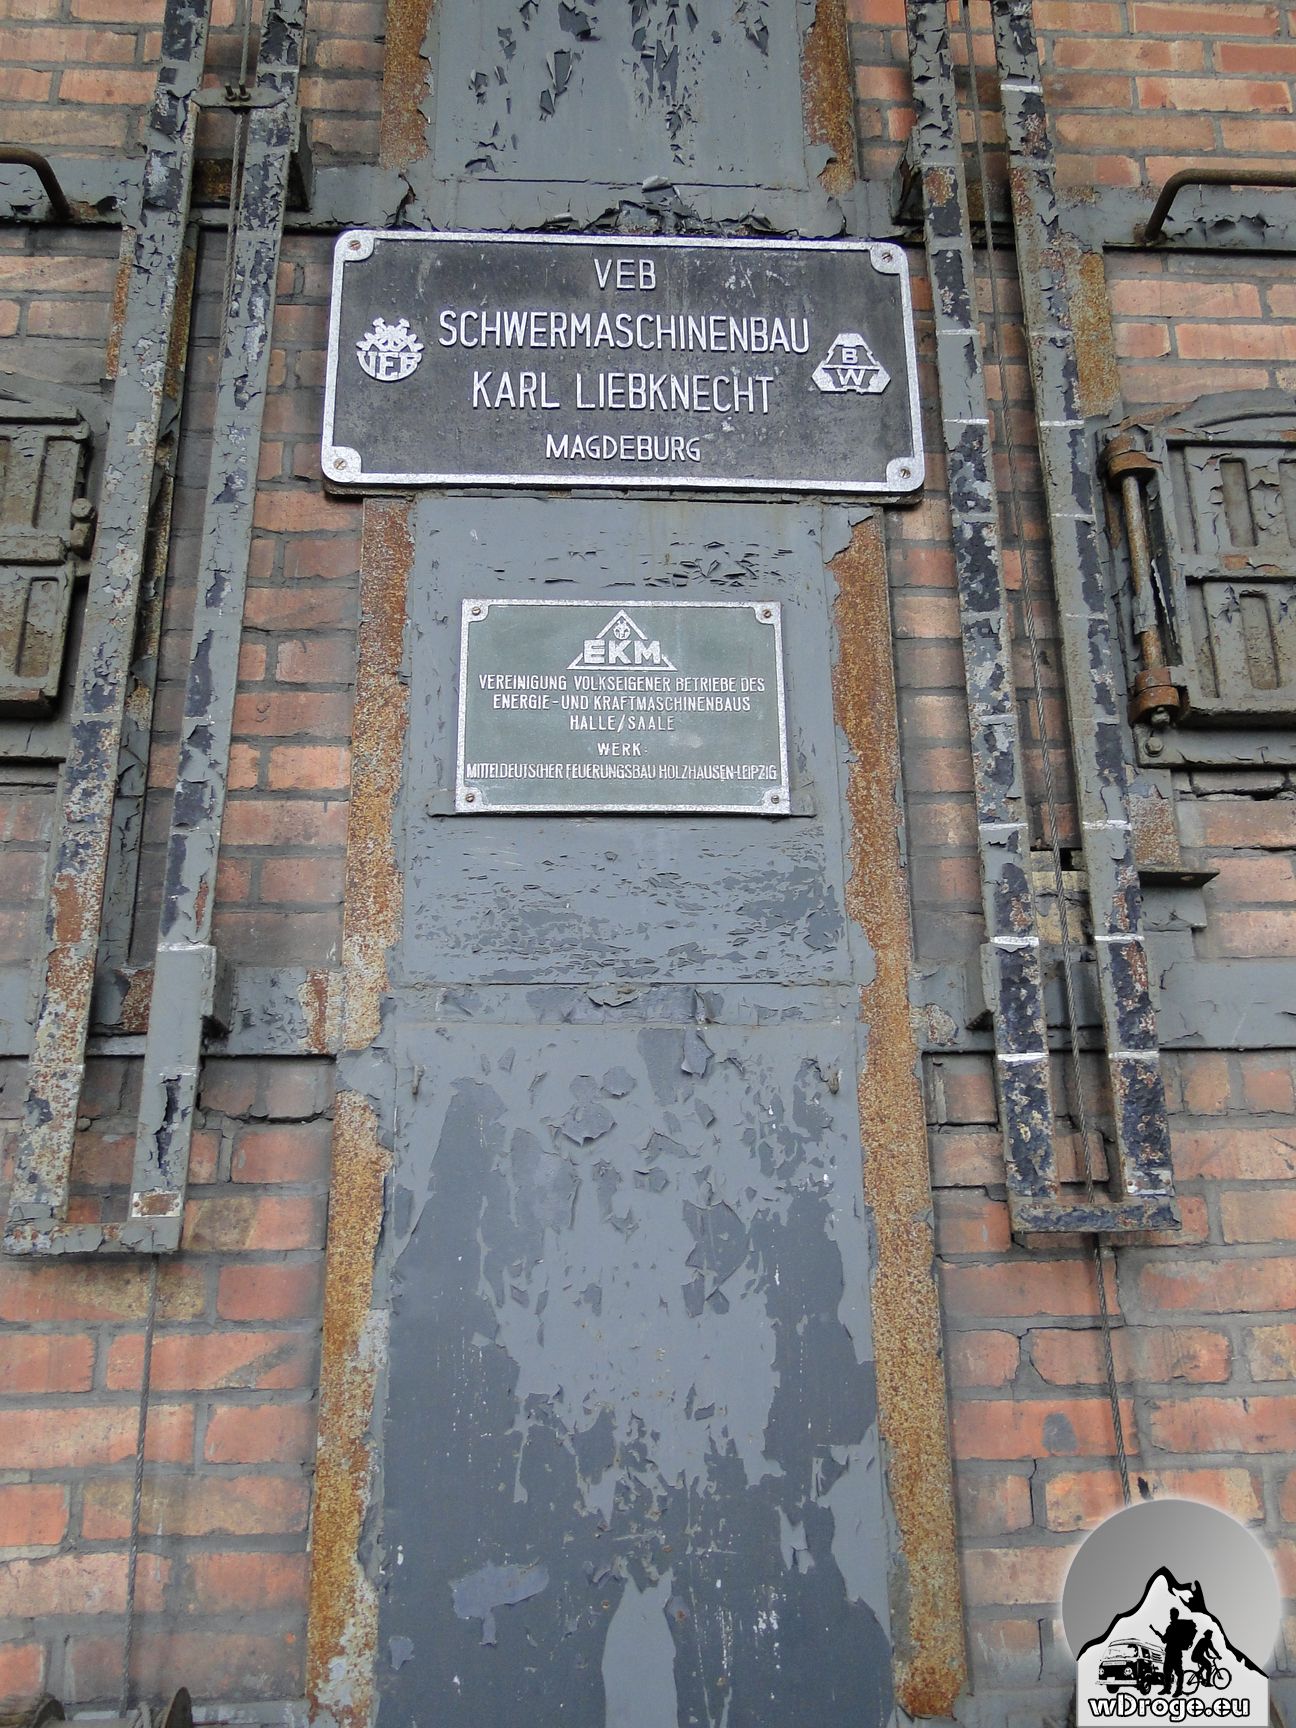 VEB
SCHWERMASCHINENBAU
KARL LIEBKNECHT
MAGDEBURG
VEB
B
W
EKM
VEREINIGUNG VOLKSEIGENER BETRIEBE DES
ENERGIE-UND KRAFTMASCHINENBAUS
HALLE/SAALE
WERK:
MITTELDEUTSCHER FEUERUNGSBAU HOLZHAUSEN-LEIPZIG
wDroge.eu